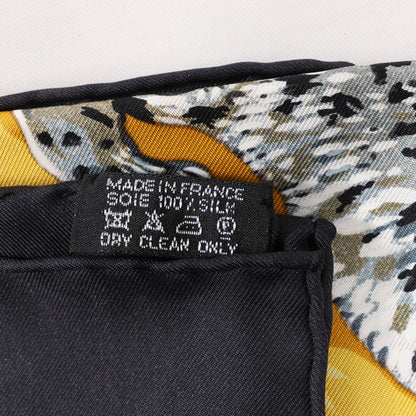 MADE IN FRANCE
SOIE 100% SILK
DRY CLEAN ONLY